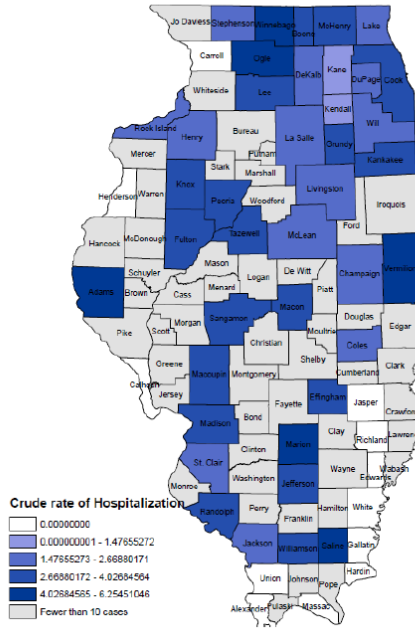 Jo Daviess
Stephenson
Winnebago
Boone
McHenry
Lake
Carroll
Ogle
DeKalb
Kane
DuPage
Cook
Whiteside
Lee
Kendall
Will
Rock Island
Henry
Bureau
La Salle
Grundy
Mercer
Putnam
Kankakee
Stark
Marshall
Knox
Henderson
Warren
Peoria
Woodford
Livingston
Iroquois
Ford
Hancock
McDonough
Fulton
Tazewell
McLean
Mason
Schuyler
Logan
De Witt
Champaign
Vermilion
Adams
Brown
Cass
Menard
Piatt
Macon
Sangamon
Douglas
Edgar
Pike
Scott
Morgan
Moultrie
Christian
Coles
Shelby
Greene
Cumberland
Clark
Calhoun
Macoupin
Montgomery
Jersey
Fayette
Effingham
Jasper
Crawford
Madison
Bond
Clay
Richland
Lawrence
Clinton
Marion
St. Clair
Wayne
Wabash
Edwards
Monroe
Washington
Jefferson
Perry
Hamilton
White
Randolph
Franklin
Jackson
Williamson
Saline
Gallatin
Union
Johnson
Pope
Hardin
Alexander
Pulaski
Massac
Crude rate of Hospitalization
0.00000000
0.000000001 - 1.47655272
1.47655273 - 2.66880171
2.66880172 - 4.02684564
4.02684565 - 6.25451046
Fewer than 10 cases